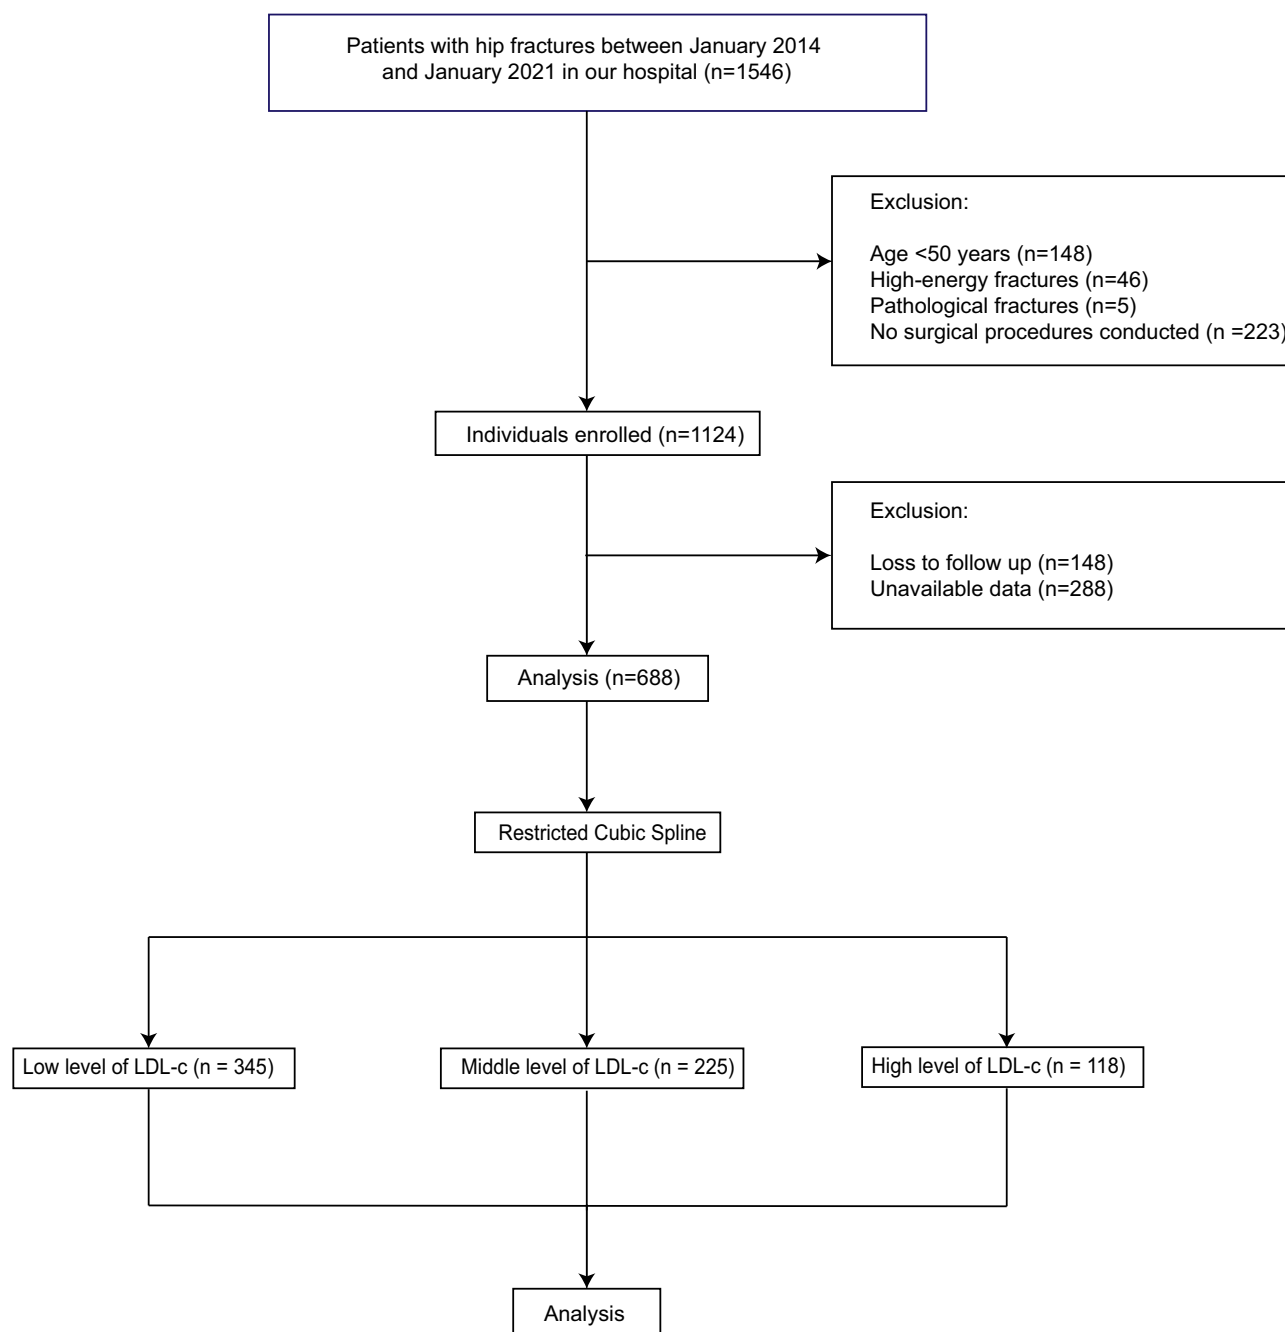 Patients with hip fractures between January 2014
and January 2021 in our hospital (n=1546)
Exclusion:
Age <50 years (n=148)
High-energy fractures (n=46)
Pathological fractures (n=5)
No surgical procedures conducted (n =223)
Individuals enrolled (n=1124)
Exclusion:
Loss to follow up (n=148)
Unavailable data (n=288)
Analysis (n=688)
Restricted Cubic Spline
Low level of LDL-c (n = 345)
Middle level of LDL-c (n = 225)
High level of LDL-c (n = 118)
Analysis